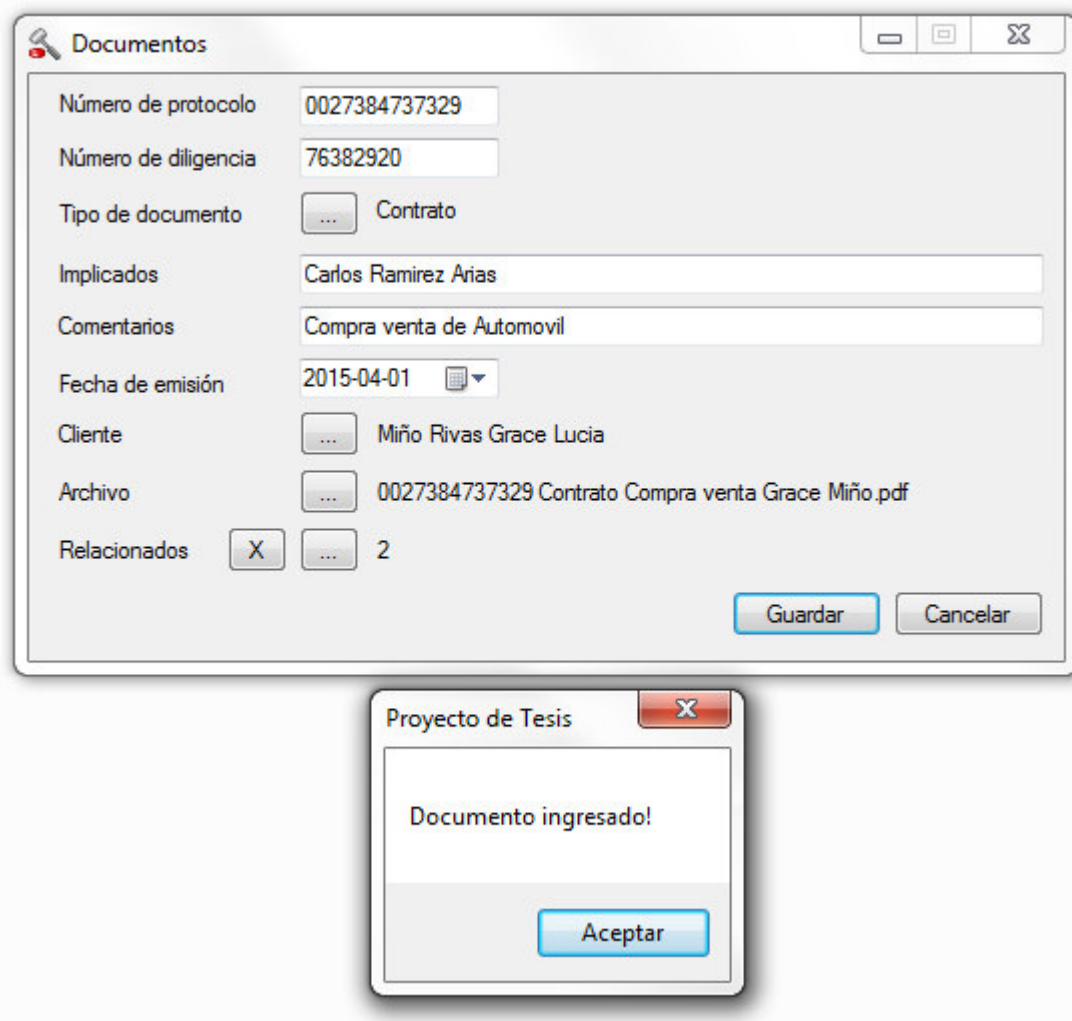 Documentos
Número de protocolo 0027384737329
Número de diligencia 76382920
Tipo de documento ... Contrato
Implicados Carlos Ramirez Arias
Comentarios Compra venta de Automovil
Fecha de emisión 2015-04-01
Cliente ... Miño Rivas Grace Lucia
Archivo ... 0027384737329 Contrato Compra venta Grace Miño.pdf
Relacionados X ... 2
Guardar Cancelar
Proyecto de Tesis
Documento ingresado!
Aceptar